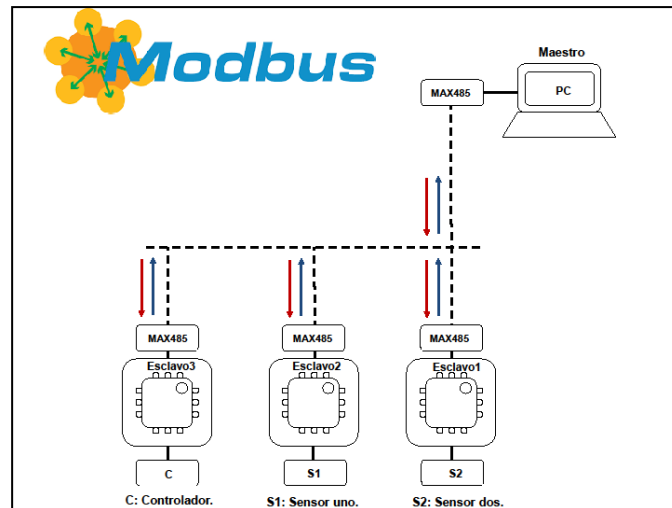 Modbus
Maestro
MAX485
PC
MAX485
MAX485
MAX485
Esclavo3
Esclavo2
Esclavo1
C
S1
S2
C: Controlador.
S1: Sensor uno.
S2: Sensor dos.